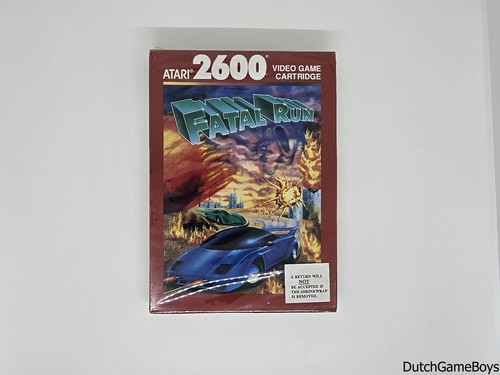 ATARI® 2600® VIDEO GAME
CARTRIDGE
FATAL RUN
A RETURN WILL
NOT
BE ACCEPTED IF
THE SHRINKWRAP
IS REMOVED.
DutchGameBoys